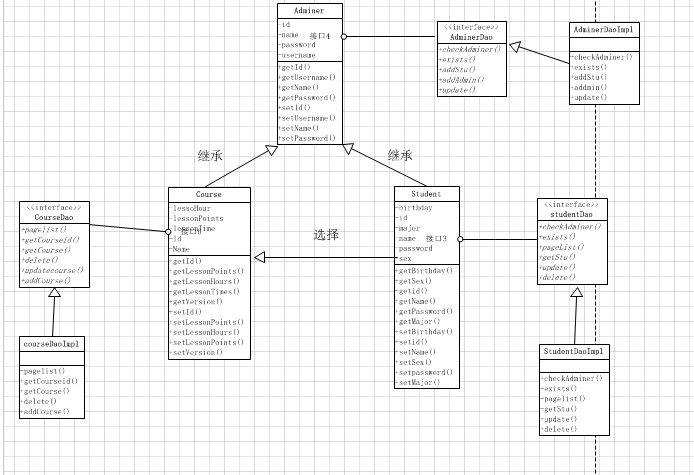 Adminer
-id
-name 接口4
-password
-username
+getId()
+getUsername()
+getName()
+getPassword()
+setId()
+setUsername()
+setName()
+setPassword()
<<interface>>
AdminerDao
+checkAdminer()
+exists()
+addStu()
+addAdmin()
+update()
AdminerDaoImpl
+checkAdminer()
+exists()
+addStu()
+addmin()
+update()
继承
继承
<<interface>>
CourseDao
+pagelist()
+getCourseid()
+getCourse()
+delete()
+updatecourse()
+addCourse()
Course
-lessoHour
-lessonPoints
-lessonTime
-id
-Name
+getId()
+getLessonPoints()
+getLessonHours()
+getLessonTimes()
+getVersion()
+setId()
+setLessonPoints()
+setLessonHours()
+setLessonPoints()
+setVersion()
选择
Student
-birthday
-id
-major
-name 接口3
-password
-sex
+getBirthday()
+getSex()
+getid()
+getName()
+getPassword()
+getMajor()
+setBirthday()
+setid()
+setName()
+setSex()
+setpassword()
+setMajor()
<<interface>>
studentDao
+checkAdminer()
+exists()
+pageList()
+getStu()
+update()
+delete()
courseDaoImpl
+pagelist()
+getCourseid()
+getCourse()
+delete()
+addCourse()
StudentDaoImpl
+checkAdminer()
+exists()
+pagelist()
+getStu()
+update()
+delete()